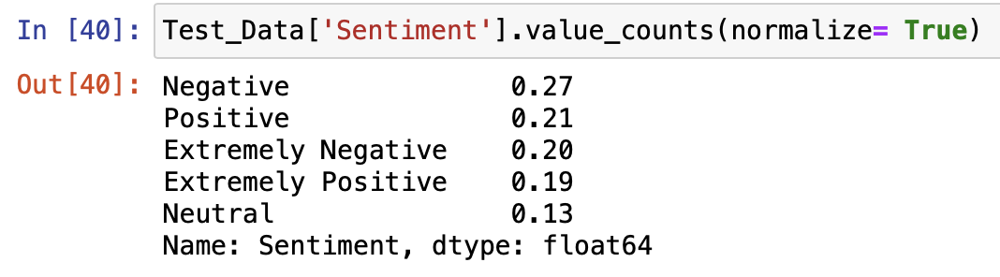 In [40]: Test_Data['Sentiment'].value_counts(normalize= True)
Out[40]: Negative 0.27
Positive 0.21
Extremely Negative 0.20
Extremely Positive 0.19
Neutral 0.13
Name: Sentiment, dtype: float64